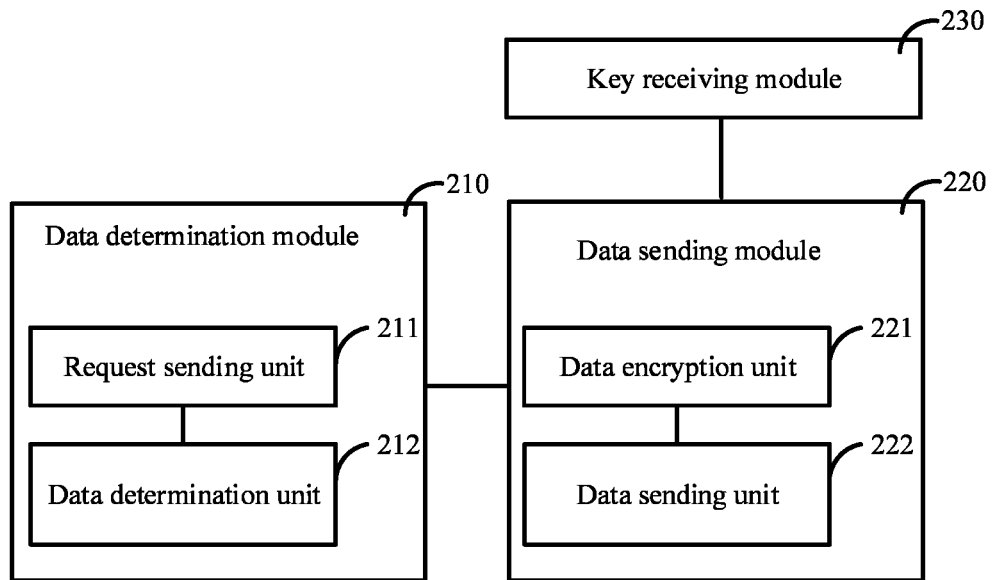 230
Key receiving module
210
220
Data determination module
Data sending module
211
221
Request sending unit
Data encryption unit
212
222
Data determination unit
Data sending unit